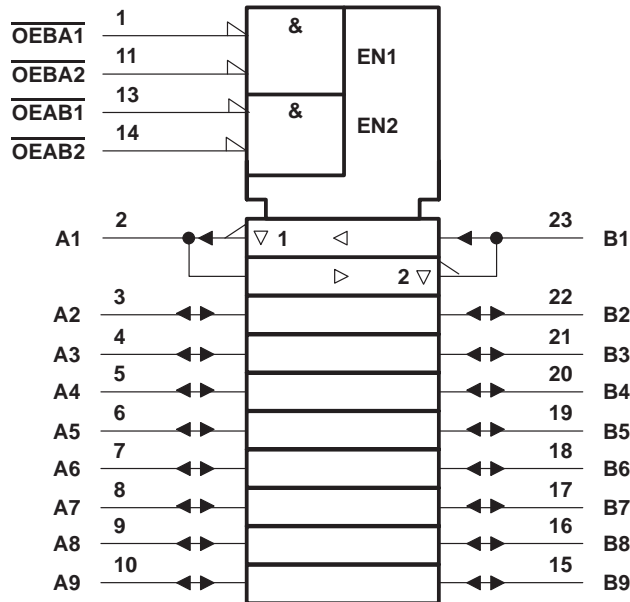 OEBA1 1 & EN1
OEBA2 11
OEAB1 13 & EN2
OEAB2 14
A1 2 ▽ 1 ◁ 23 B1
▷ 2 ▽
A2 3 22 B2
A3 4 21 B3
A4 5 20 B4
A5 6 19 B5
A6 7 18 B6
A7 8 17 B7
A8 9 16 B8
A9 10 15 B9